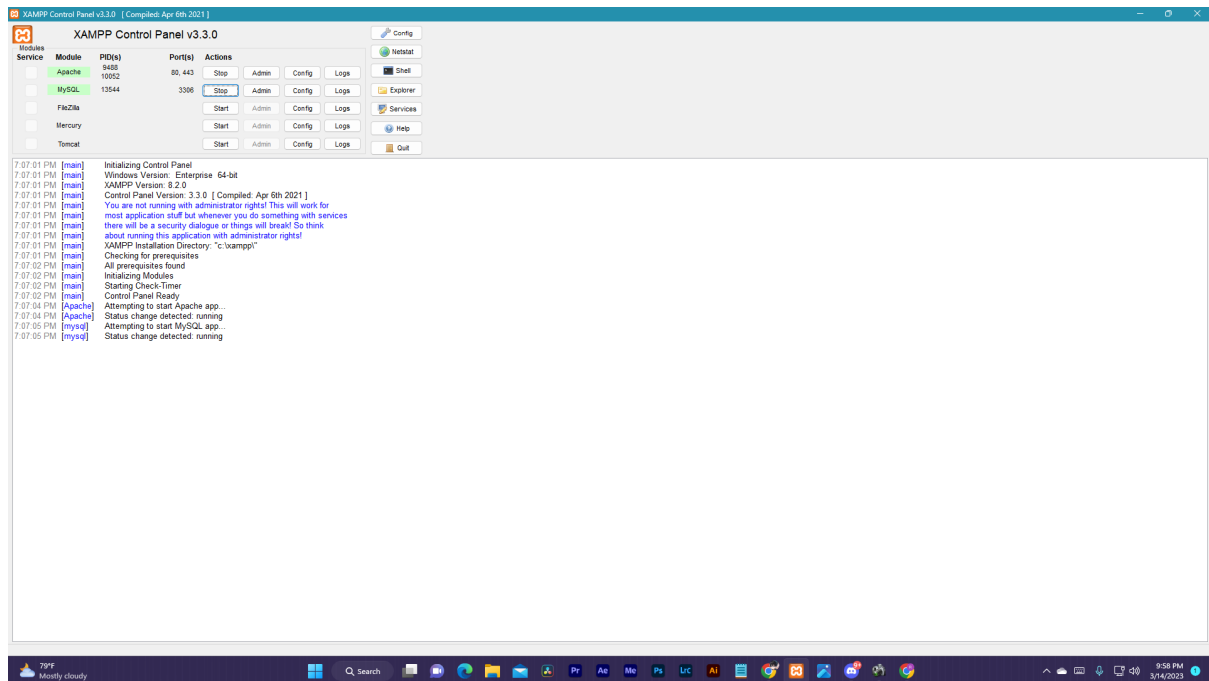 XAMPP Control Panel v3.3.0 [ Compiled: Apr 6th 2021 ]
XAMPP Control Panel v3.3.0
Config
Modules
Netstat
Service Module PID(s) Port(s) Actions
Apache 9488 10052 80, 443 Stop Admin Config Logs
Shell
MySQL 13544 3306 Stop Admin Config Logs
Explorer
FileZilla Start Admin Config Logs
Services
Mercury Start Admin Config Logs
Help
Tomcat Start Admin Config Logs
Quit
7:07:01 PM [main] Initializing Control Panel
7:07:01 PM [main] Windows Version: Enterprise 64-bit
7:07:01 PM [main] XAMPP Version: 8.2.0
7:07:01 PM [main] Control Panel Version: 3.3.0 [ Compiled: Apr 6th 2021 ]
7:07:01 PM [main] You are not running with administrator rights! This will work for
7:07:01 PM [main] most application stuff but whenever you do something with services
7:07:01 PM [main] there will be a security dialogue or things will break! So think
7:07:01 PM [main] about running this application with administrator rights!
7:07:01 PM [main] XAMPP Installation Directory: "c:\xampp\"
7:07:01 PM [main] Checking for prerequisites
7:07:02 PM [main] All prerequisites found
7:07:02 PM [main] Initializing Modules
7:07:02 PM [main] Starting Check-Timer
7:07:02 PM [main] Control Panel Ready
7:07:04 PM [Apache] Attempting to start Apache app...
7:07:04 PM [Apache] Status change detected: running
7:07:05 PM [mysql] Attempting to start MySQL app...
7:07:05 PM [mysql] Status change detected: running
79°F
Mostly cloudy
Search
Pr Ae Me Ps LrC Ai
9:58 PM
3/14/2023
1